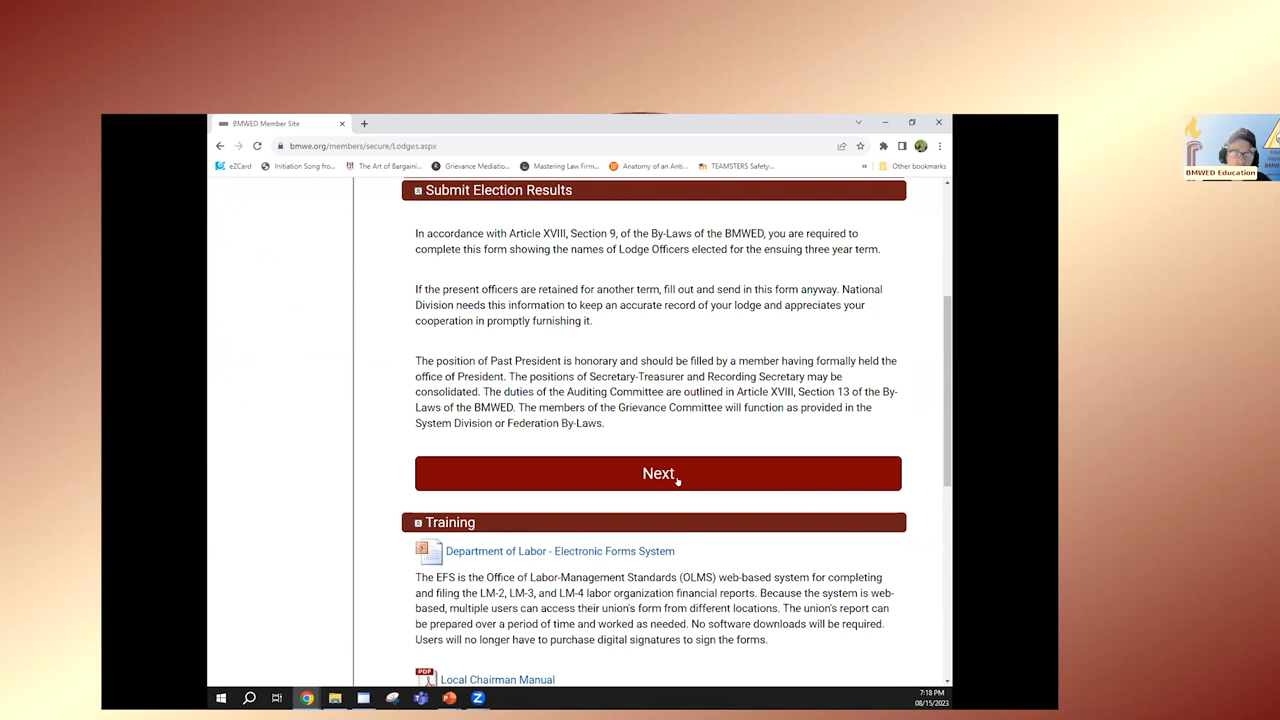 BMWED Member Site
bmwe.org/members/secure/Lodges.aspx
eZCard
Initiation Song fro...
The Art of Bargaini...
Grievance Mediatio...
Mastering Law Firm...
Anatomy of an Anti...
TEAMSTERS Safety...
»
Other bookmarks
Submit Election Results
In accordance with Article XVIII, Section 9, of the By-Laws of the BMWED, you are required to
complete this form showing the names of Lodge Officers elected for the ensuing three year term.
If the present officers are retained for another term, fill out and send in this form anyway. National
Division needs this information to keep an accurate record of your lodge and appreciates your
cooperation in promptly furnishing it.
The position of Past President is honorary and should be filled by a member having formally held the
office of President. The positions of Secretary-Treasurer and Recording Secretary may be
consolidated. The duties of the Auditing Committee are outlined in Article XVIII, Section 13 of the By-
Laws of the BMWED. The members of the Grievance Committee will function as provided in the
System Division or Federation By-Laws.
Next
Training
Department of Labor - Electronic Forms System
The EFS is the Office of Labor-Management Standards (OLMS) web-based system for completing
and filing the LM-2, LM-3, and LM-4 labor organization financial reports. Because the system is web-
based, multiple users can access their union's form from different locations. The union's report can
be prepared over a period of time and worked as needed. No software downloads will be required.
Users will no longer have to purchase digital signatures to sign the forms.
PDF
Local Chairman Manual
7:18 PM
08/15/2023
BMWED Education